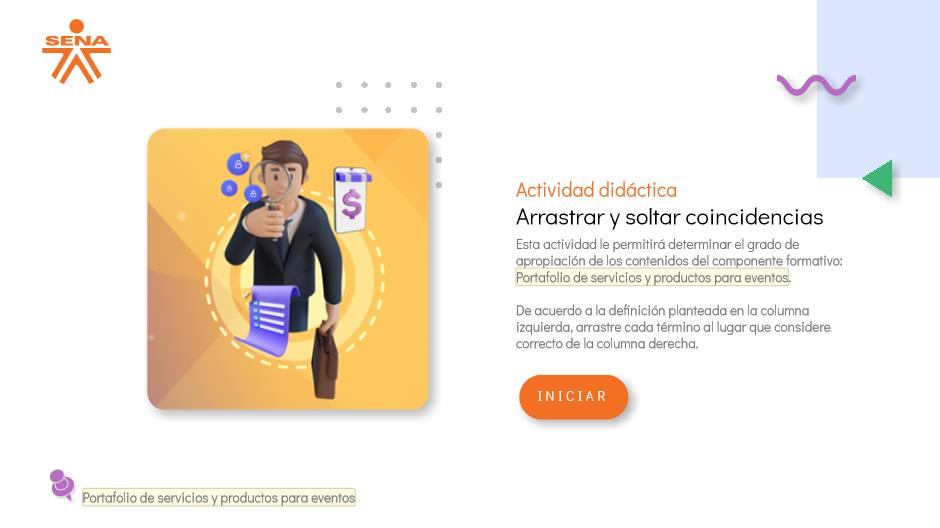 SENA
Actividad didáctica
Arrastrar y soltar coincidencias
Esta actividad le permitirá determinar el grado de
apropiación de los contenidos del componente formativo:
Portafolio de servicios y productos para eventos.
De acuerdo a la definición planteada en la columna
izquierda, arrastre cada término al lugar que considere
correcto de la columna derecha.
INICIAR
Portafolio de servicios y productos para eventos